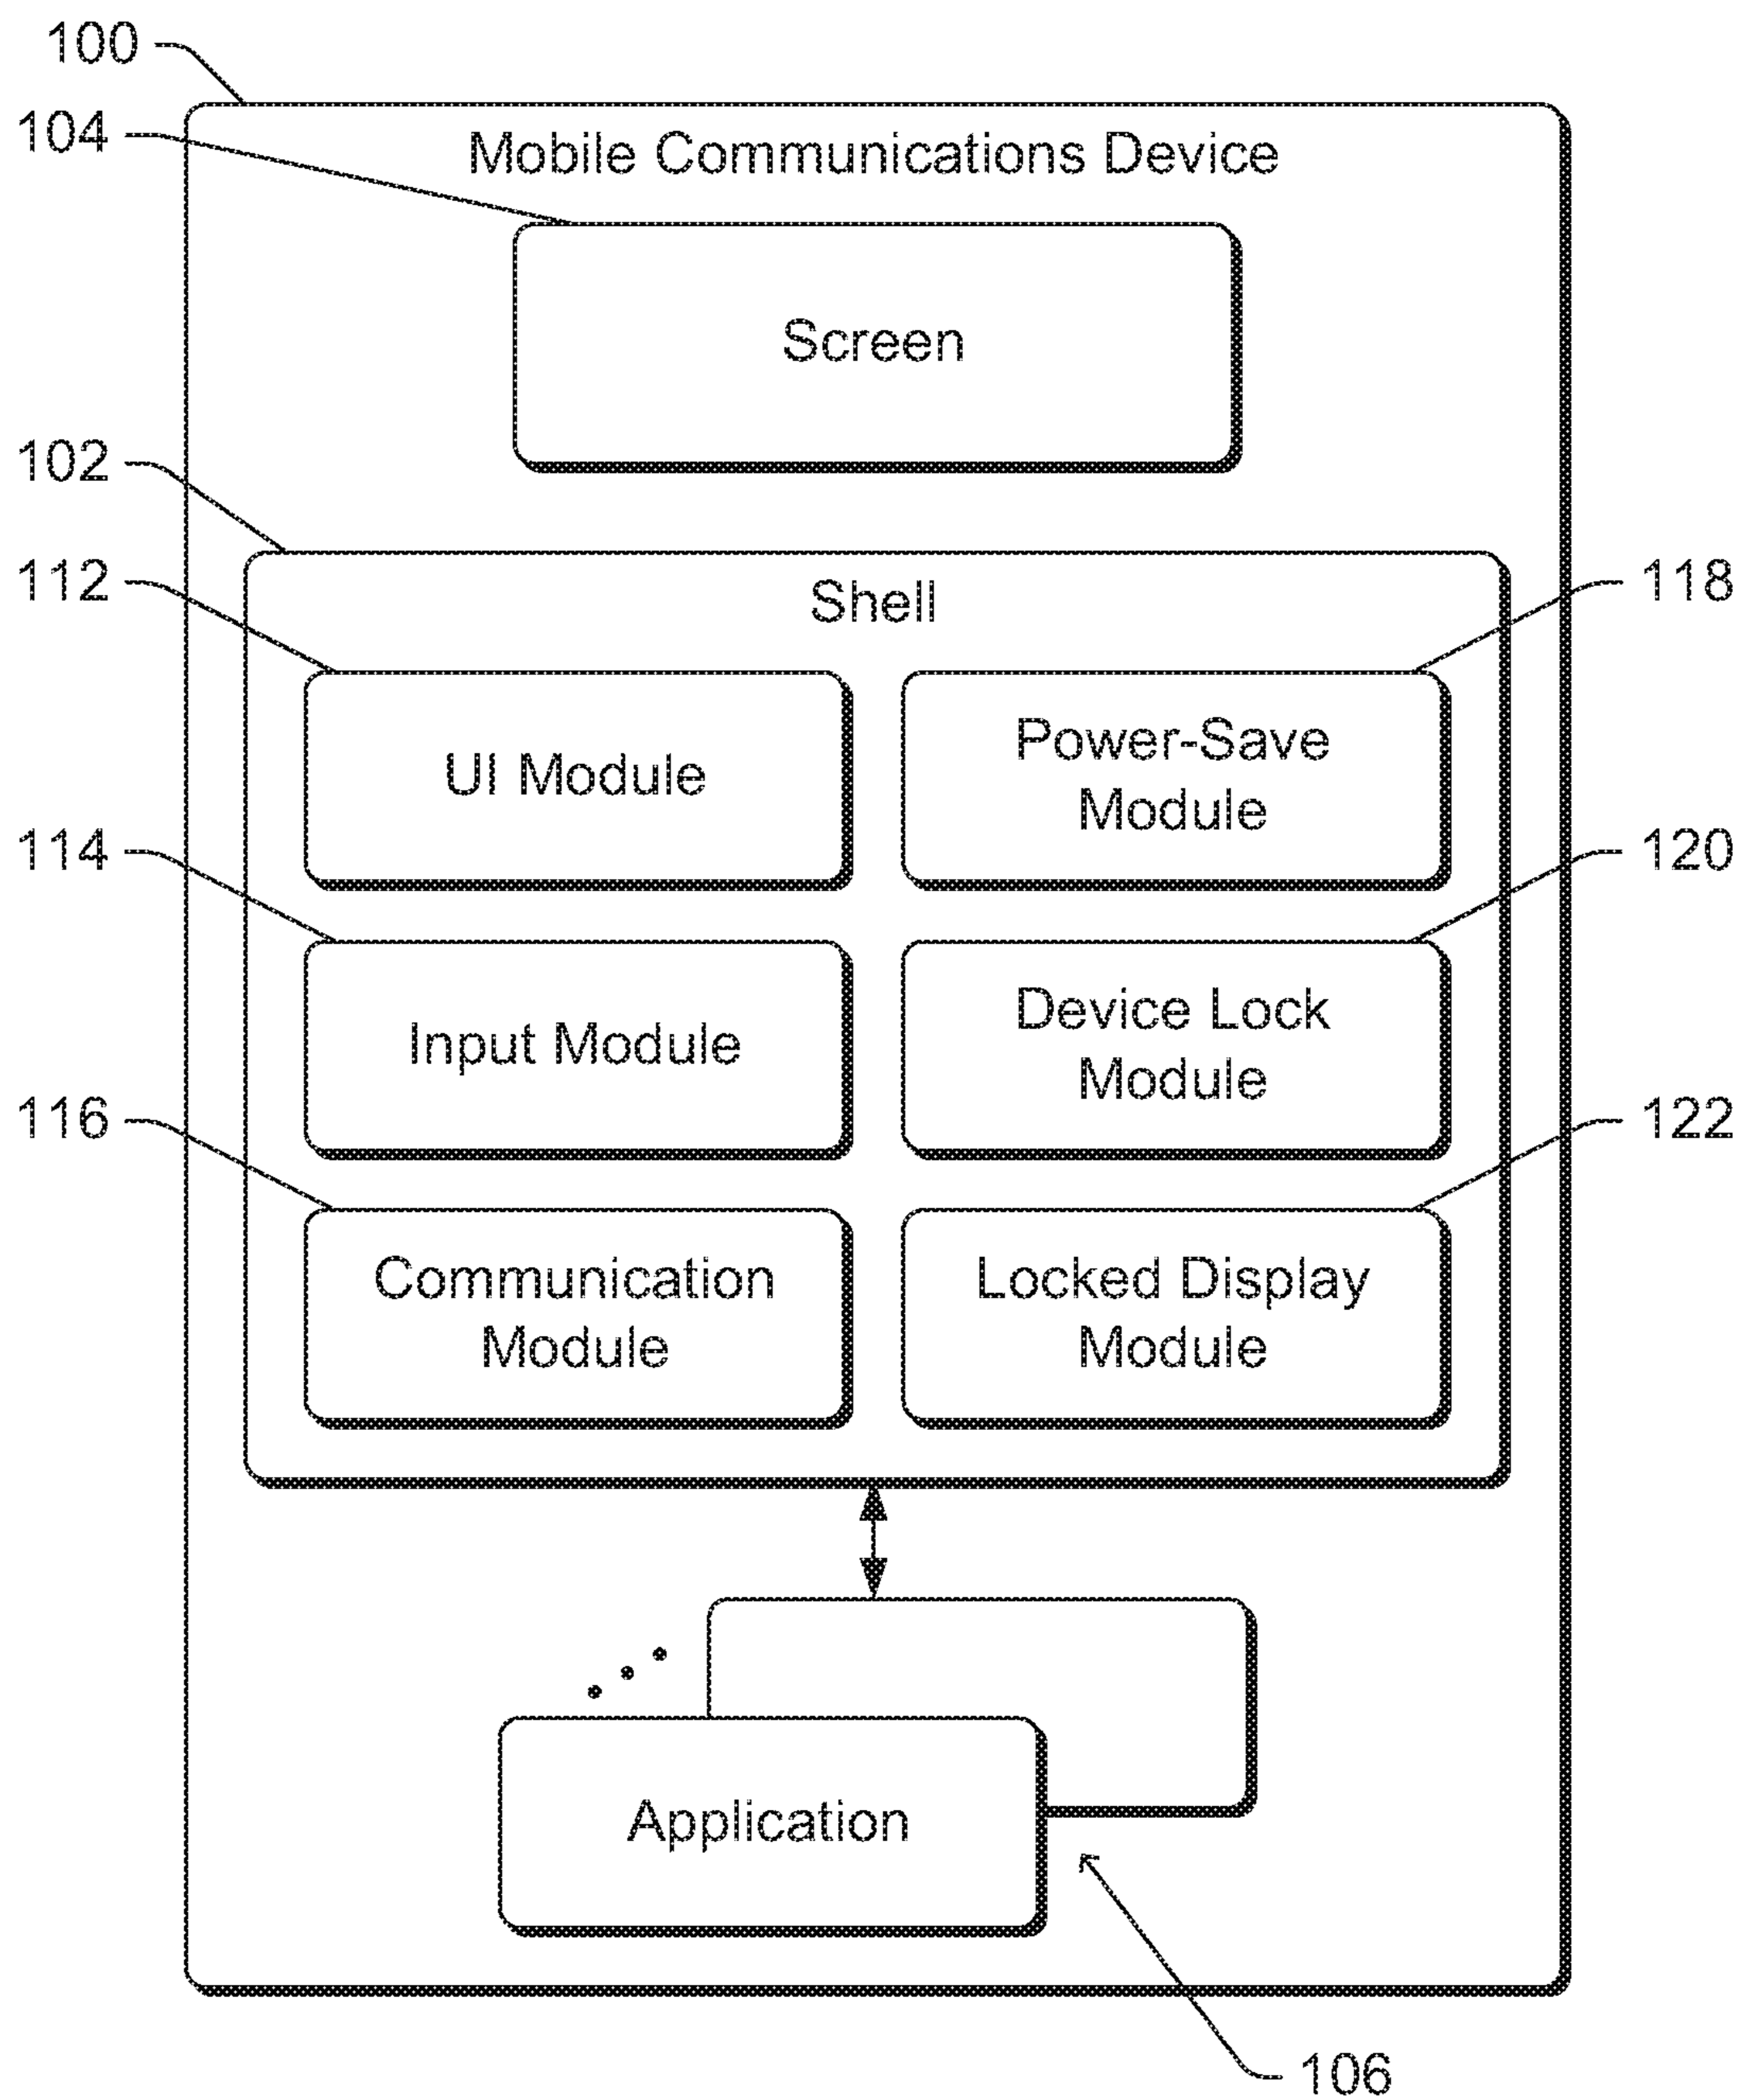 100
104
Mobile Communications Device
Screen
102
112
Shell
118
UI Module
Power-Save
Module
114
120
Input Module
Device Lock
Module
116
122
Communication
Module
Locked Display
Module
Application
106